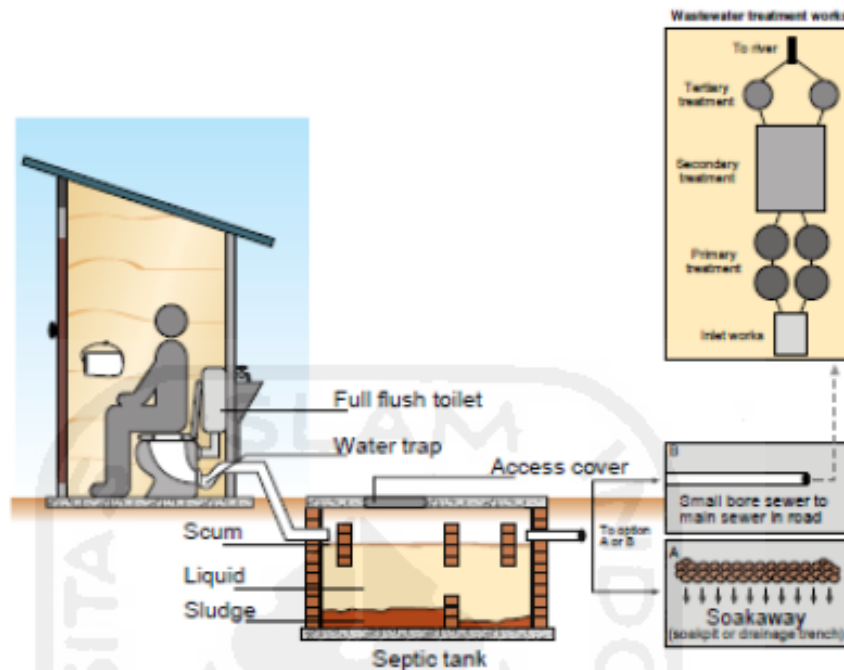 Wastewater treatment works
To river
Tertiary
treatment
Secondary
treatment
Primary
treatment
Inlet works
Full flush toilet
Water trap
Access cover
Scum
Liquid
Sludge
Septic tank
To option
A or B
B
Small bore sewer to
main sewer in road
A
Soakaway
(soakpit or drainage trench)
SLAM